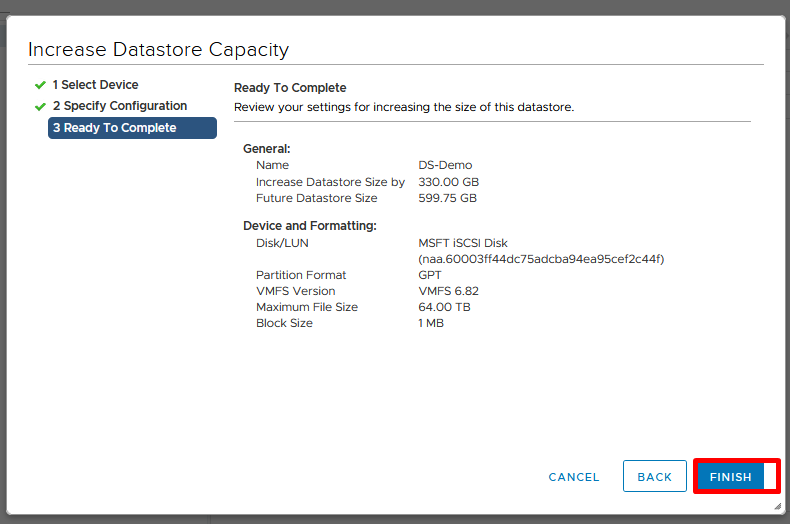 Increase Datastore Capacity
1 Select Device
2 Specify Configuration
3 Ready To Complete
Ready To Complete
Review your settings for increasing the size of this datastore.
General:
Name DS-Demo
Increase Datastore Size by 330.00 GB
Future Datastore Size 599.75 GB
Device and Formatting:
Disk/LUN MSFT iSCSI Disk
(naa.60003ff44dc75adcba94ea95cef2c44f)
Partition Format GPT
VMFS Version VMFS 6.82
Maximum File Size 64.00 TB
Block Size 1 MB
CANCEL BACK FINISH